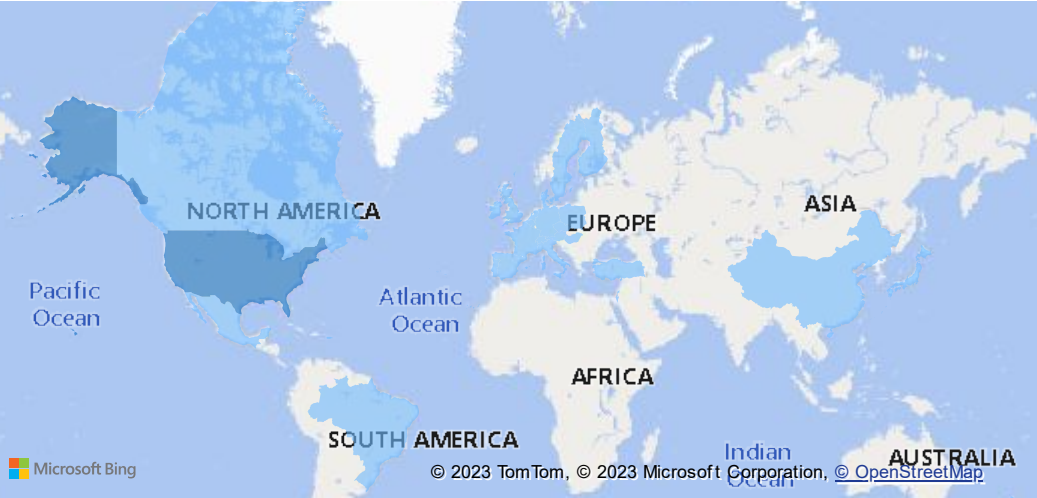 NORTH AMERICA
ASIA
EUROPE
Pacific
Ocean
Atlantic
Ocean
AFRICA
SOUTH AMERICA
Indian
Ocean
AUSTRALIA
Microsoft Bing
© 2023 TomTom, © 2023 Microsoft Corporation, © OpenStreetMap